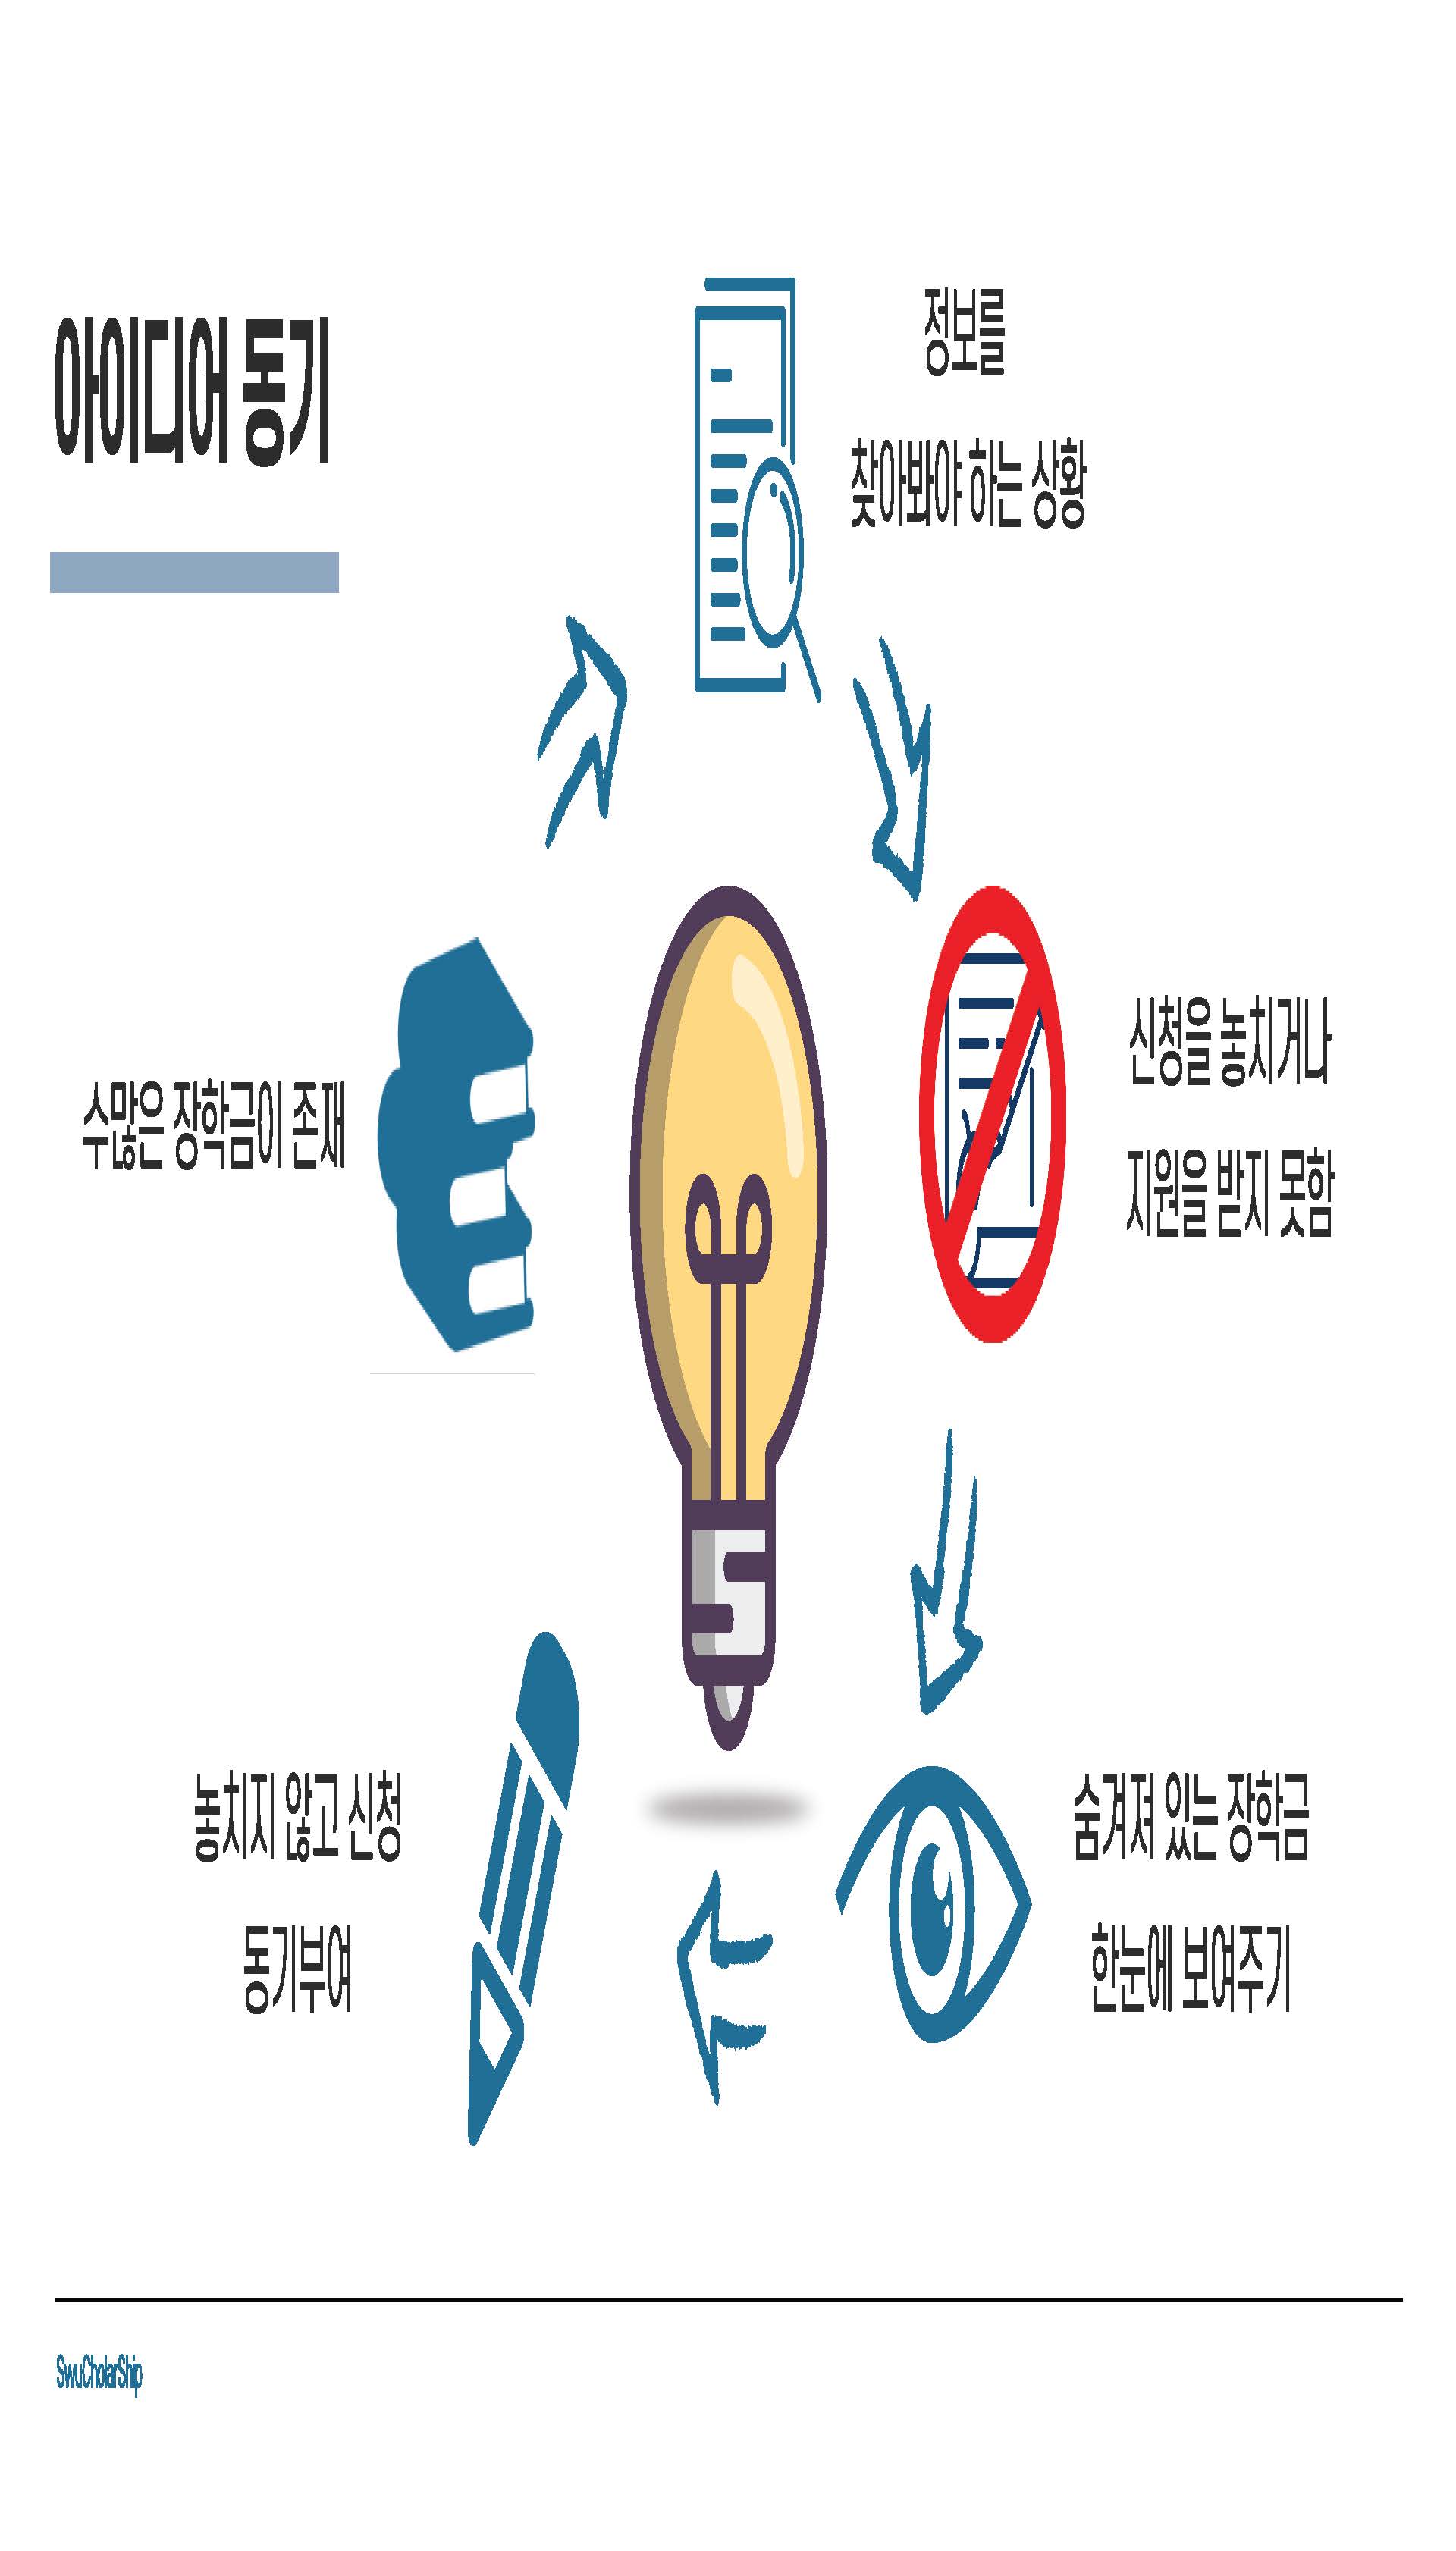 아이디어 동기
정보를
찾아봐야 하는 상황
수많은 장학금이 존재
신청을 놓치거나
지원을 받지 못함
놓치지 않고 신청
동기부여
숨겨져 있는 장학금
한눈에 보여주기
SwuCholarShip